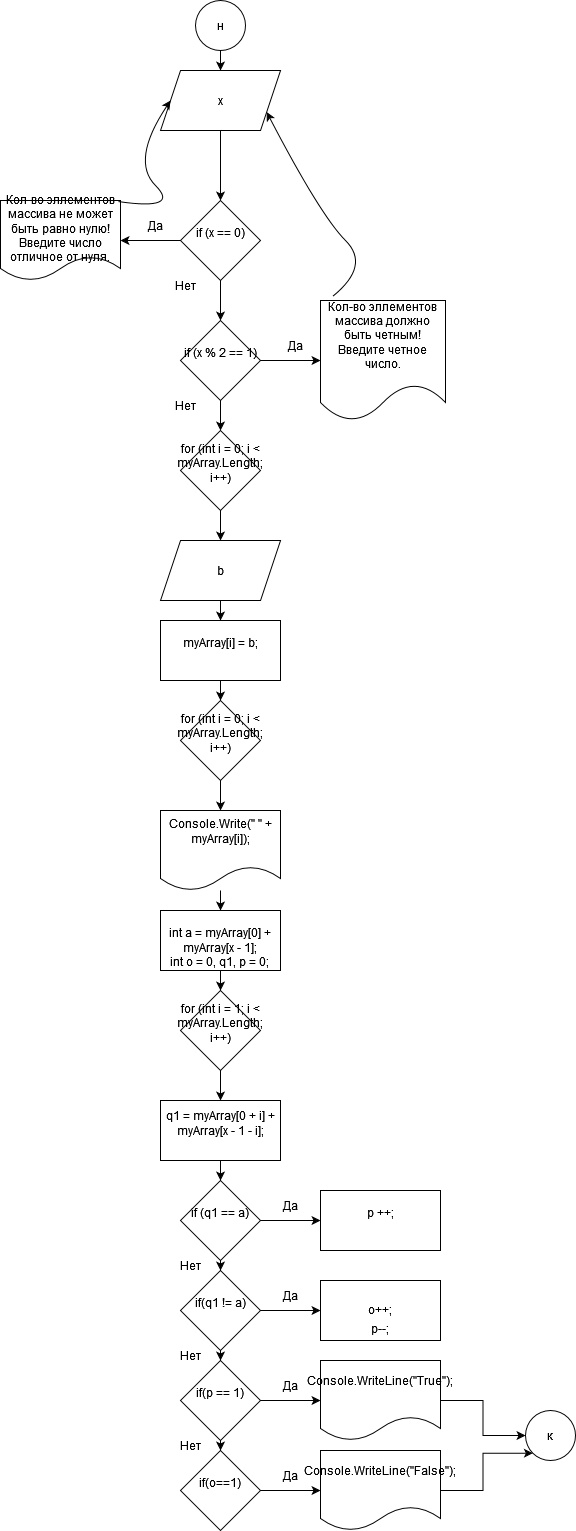 н
x
Кол-во эллементов
массива не может
быть равно нулю!
Введите число
отличное от нуля.
Да
if (x == 0)
Нет
Кол-во эллементов
массива должно
быть четным!
Введите четное
число.
if (x % 2 == 1)
Да
Нет
for (int i = 0; i <
myArray.Length;
i++)
b
myArray[i] = b;
for (int i = 0; i <
myArray.Length;
i++)
Console.Write(" " +
myArray[i]);
int a = myArray[0] +
myArray[x - 1];
int o = 0, q1, p = 0;
for (int i = 1; i <
myArray.Length;
i++)
q1 = myArray[0 + i] +
myArray[x - 1 - i];
if (q1 == a)
Да
p ++;
Нет
if(q1 != a)
Да
o++;
p--;
Нет
if(p == 1)
Да
Console.WriteLine("True");
к
Нет
if(o==1)
Да
Console.WriteLine("False");